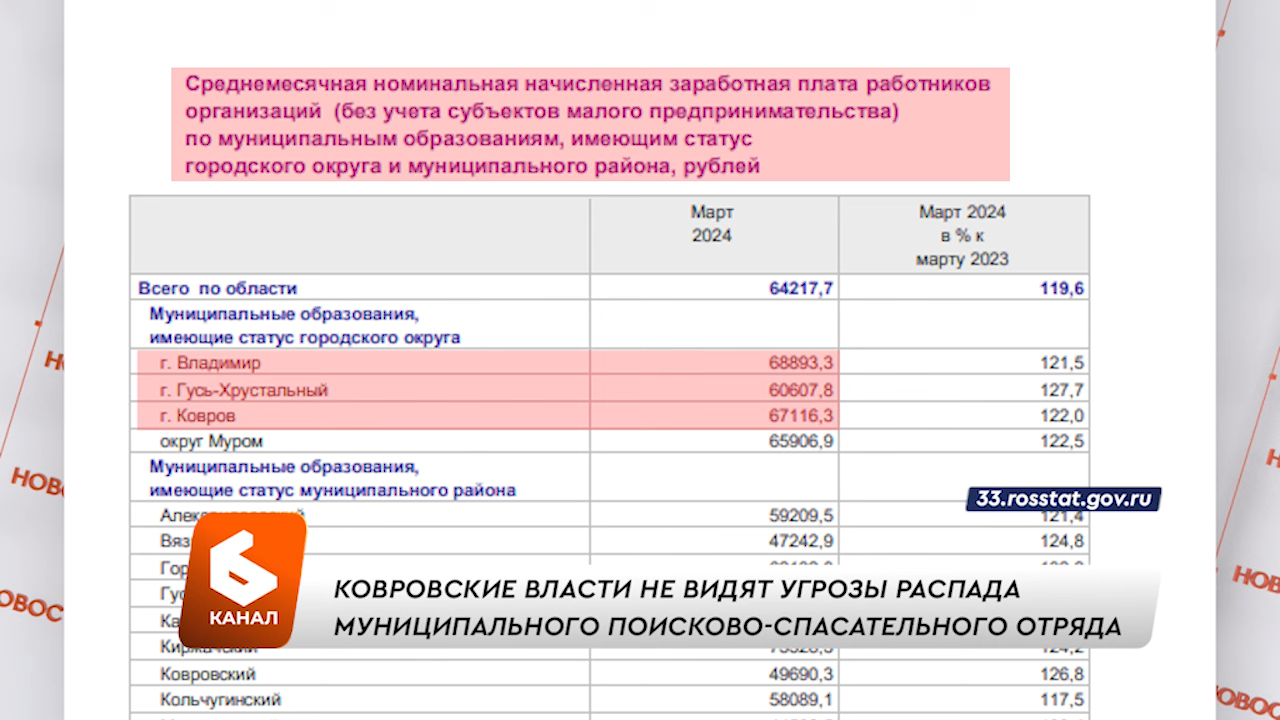 Среднемесячная номинальная начисленная заработная плата работников
организаций (без учета субъектов малого предпринимательства)
по муниципальным образованиям, имеющим статус
городского округа и муниципального района, рублей
Март
2024
Март 2024
в % к
марту 2023
Всего по области 64217,7 119,6
Муниципальные образования,
имеющие статус городского округа
г. Владимир 68893,3 121,5
г. Гусь-Хрустальный 60607,8 127,7
г. Ковров 67116,3 122,0
округ Муром 65906,9 122,5
Муниципальные образования,
имеющие статус муниципального района
33.rosstat.gov.ru
59209,5 121,4
47242,9 124,8
6 КАНАЛ
КОВРОВСКИЕ ВЛАСТИ НЕ ВИДЯТ УГРОЗЫ РАСПАДА
МУНИЦИПАЛЬНОГО ПОИСКОВО-СПАСАТЕЛЬНОГО ОТРЯДА
Ковровский 49690,3 126,8
Кольчугинский 58089,1 117,5